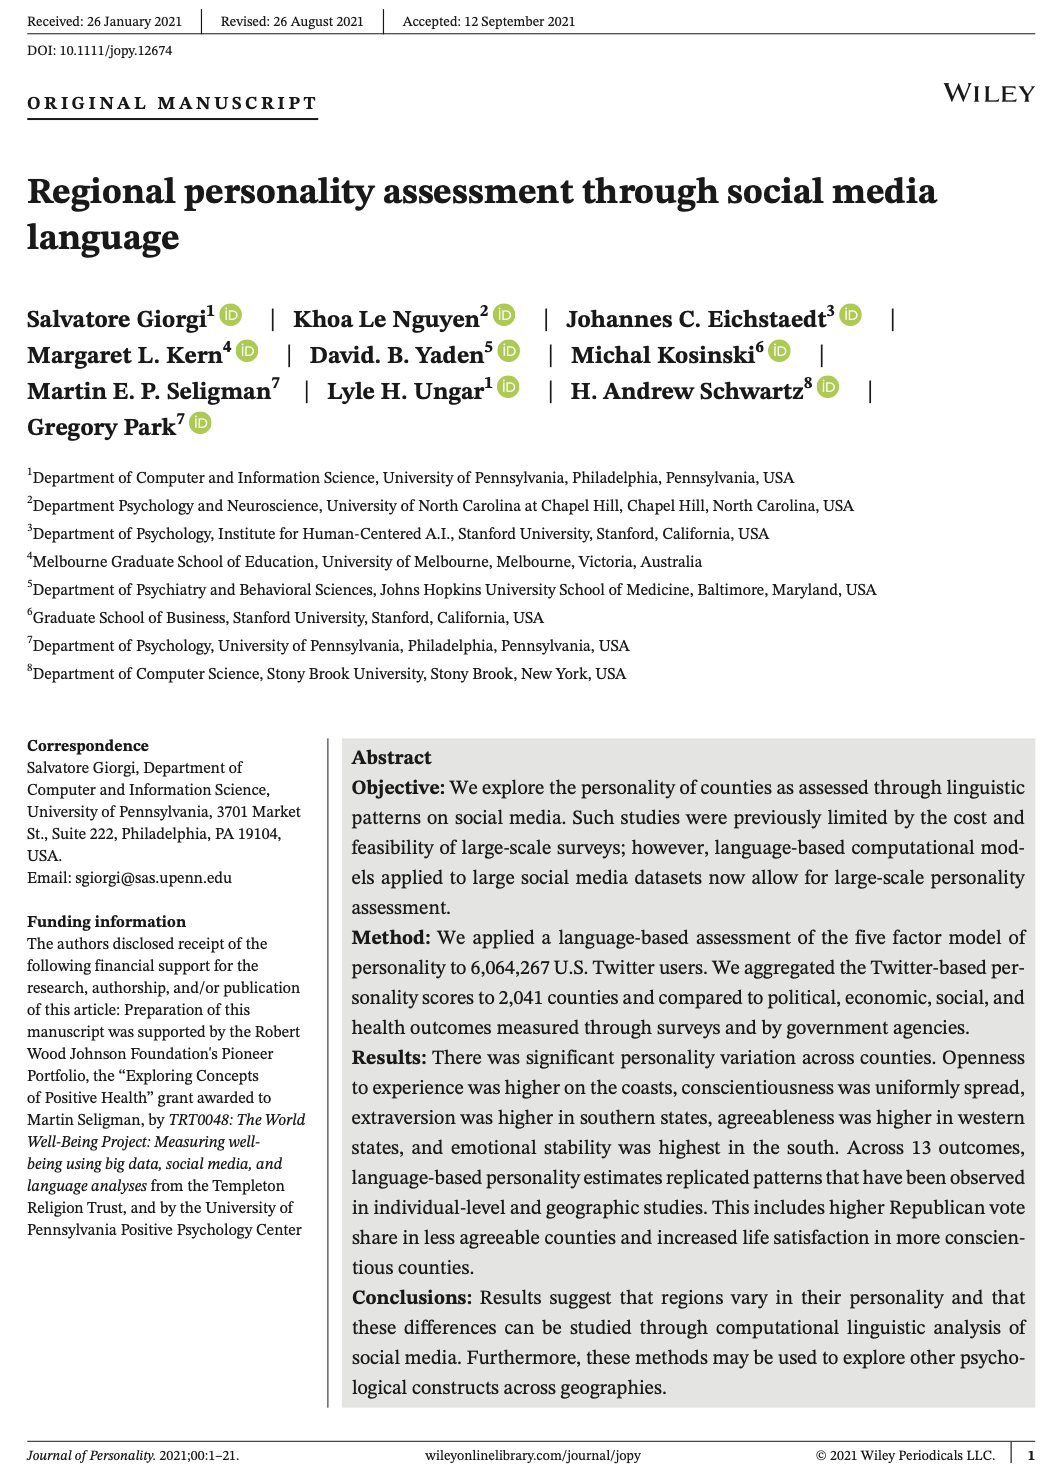 Received: 26 January 2021 | Revised: 26 August 2021 | Accepted: 12 September 2021
DOI: 10.1111/jopy.12674
ORIGINAL MANUSCRIPT
WILEY
Regional personality assessment through social media
language
Salvatore Giorgi1 iD | Khoa Le Nguyen2 iD | Johannes C. Eichstaedt3 iD |
Margaret L. Kern4 iD | David. B. Yaden5 iD | Michal Kosinski6 iD |
Martin E. P. Seligman7 | Lyle H. Ungar1 iD | H. Andrew Schwartz8 iD |
Gregory Park7 iD
1Department of Computer and Information Science, University of Pennsylvania, Philadelphia, Pennsylvania, USA
2Department Psychology and Neuroscience, University of North Carolina at Chapel Hill, Chapel Hill, North Carolina, USA
3Department of Psychology, Institute for Human-Centered A.I., Stanford University, Stanford, California, USA
4Melbourne Graduate School of Education, University of Melbourne, Melbourne, Victoria, Australia
5Department of Psychiatry and Behavioral Sciences, Johns Hopkins University School of Medicine, Baltimore, Maryland, USA
6Graduate School of Business, Stanford University, Stanford, California, USA
7Department of Psychology, University of Pennsylvania, Philadelphia, Pennsylvania, USA
8Department of Computer Science, Stony Brook University, Stony Brook, New York, USA
Correspondence
Salvatore Giorgi, Department of
Computer and Information Science,
University of Pennsylvania, 3701 Market
St., Suite 222, Philadelphia, PA 19104,
USA.
Email: sgiorgi@sas.upenn.edu
Funding information
The authors disclosed receipt of the
following financial support for the
research, authorship, and/or publication
of this article: Preparation of this
manuscript was supported by the Robert
Wood Johnson Foundation's Pioneer
Portfolio, the “Exploring Concepts
of Positive Health” grant awarded to
Martin Seligman, by TRT0048: The World
Well-Being Project: Measuring well-
being using big data, social media, and
language analyses from the Templeton
Religion Trust, and by the University of
Pennsylvania Positive Psychology Center
Abstract
Objective: We explore the personality of counties as assessed through linguistic
patterns on social media. Such studies were previously limited by the cost and
feasibility of large-scale surveys; however, language-based computational mod-
els applied to large social media datasets now allow for large-scale personality
assessment.
Method: We applied a language-based assessment of the five factor model of
personality to 6,064,267 U.S. Twitter users. We aggregated the Twitter-based per-
sonality scores to 2,041 counties and compared to political, economic, social, and
health outcomes measured through surveys and by government agencies.
Results: There was significant personality variation across counties. Openness
to experience was higher on the coasts, conscientiousness was uniformly spread,
extraversion was higher in southern states, agreeableness was higher in western
states, and emotional stability was highest in the south. Across 13 outcomes,
language-based personality estimates replicated patterns that have been observed
in individual-level and geographic studies. This includes higher Republican vote
share in less agreeable counties and increased life satisfaction in more conscien-
tious counties.
Conclusions: Results suggest that regions vary in their personality and that
these differences can be studied through computational linguistic analysis of
social media. Furthermore, these methods may be used to explore other psycho-
logical constructs across geographies.
Journal of Personality. 2021;00:1–21. wileyonlinelibrary.com/journal/jopy © 2021 Wiley Periodicals LLC. | 1